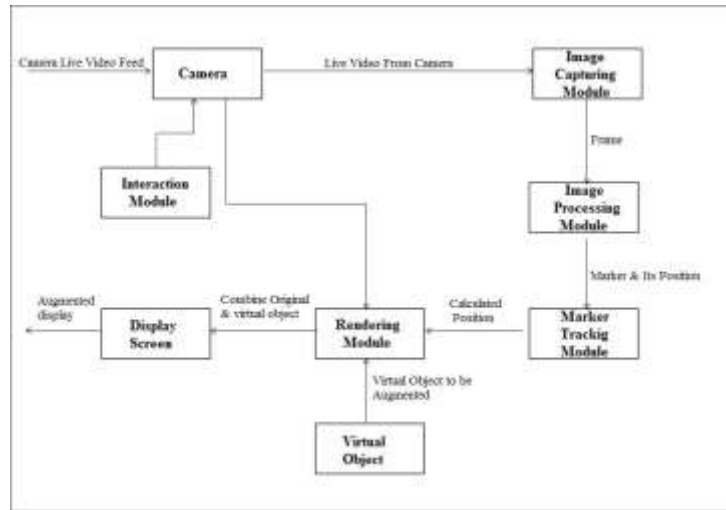 Camera Live Video Feed
Camera
Live Video From Camera
Image
Capturing
Module
Frame
Interaction
Module
Image
Processing
Module
Marker & Its Position
Augmented
display
Display
Screen
Combine Original
& virtual object
Rendering
Module
Calculated
Position
Marker
Trackig
Module
Virtual Object to be
Augmented
Virtual
Object